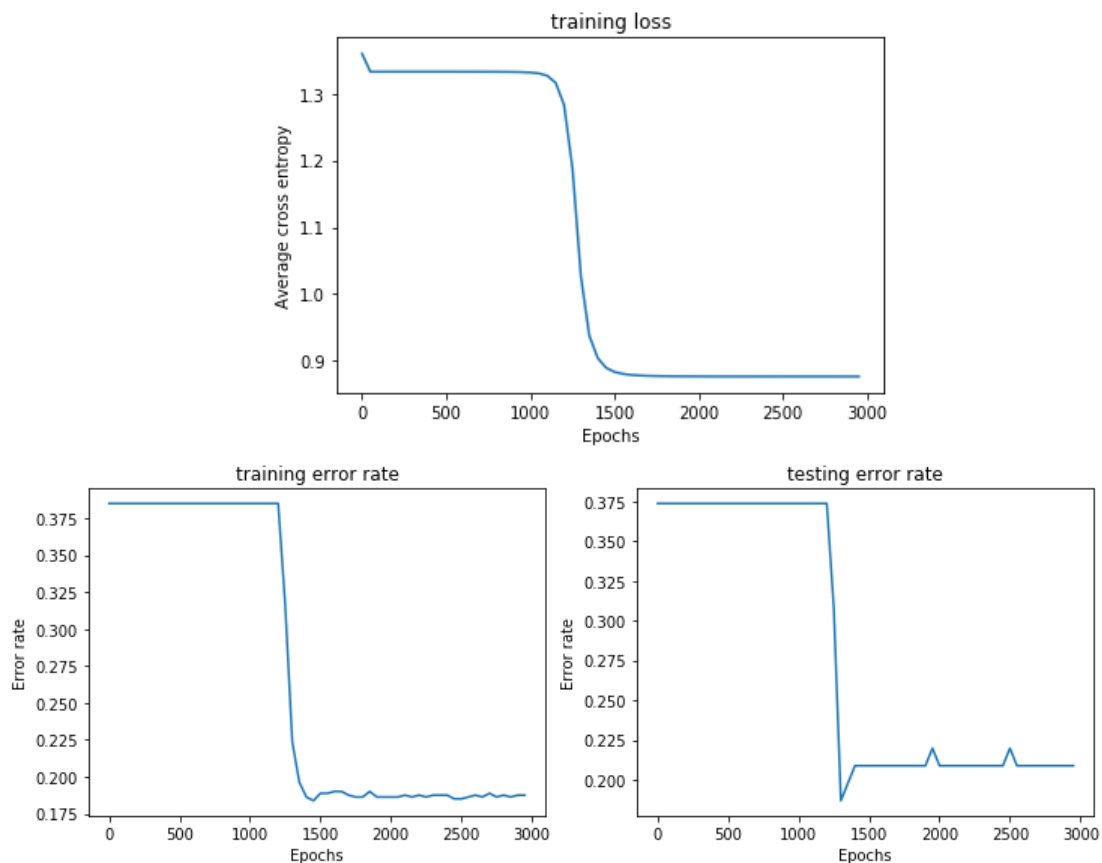 training loss
Average cross entropy
1.3
1.2
1.1
1.0
0.9
0 500 1000 1500 2000 2500 3000
Epochs
training error rate
Error rate
0.375
0.350
0.325
0.300
0.275
0.250
0.225
0.200
0.175
0 500 1000 1500 2000 2500 3000
Epochs
testing error rate
Error rate
0.375
0.350
0.325
0.300
0.275
0.250
0.225
0.200
0 500 1000 1500 2000 2500 3000
Epochs